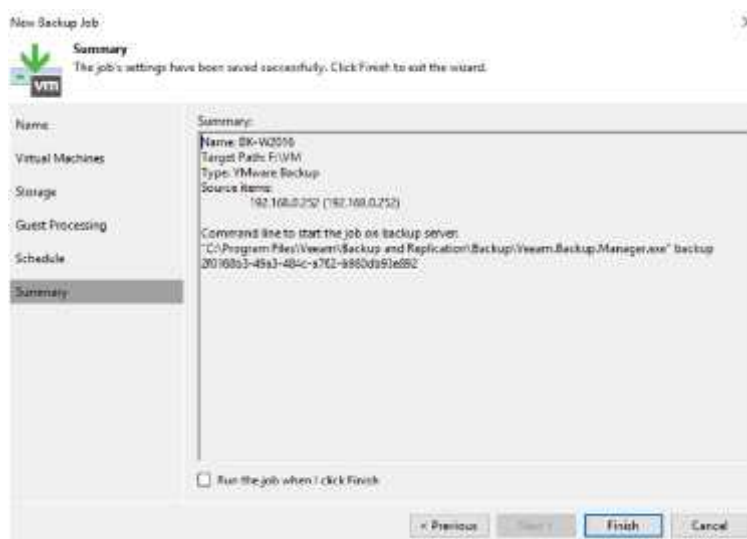 New Backup Job
Summary
The job's settings have been saved successfully. Click Finish to exit the wizard.
vm
Name
Virtual Machines
Storage
Guest Processing
Schedule
Summary
Summary:
Name: BK-W2016
Target Path: F:\VM
Type: VMware Backup
Source items:
192.168.0.252 (192.168.0.252)
Command line to start the job on backup server:
"C:\Program Files\Veeam\Backup and Replication\Backup\Veeam.Backup.Manager.exe" backup
Run the job when I click Finish
< Previous
Next >
Finish
Cancel